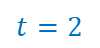 t = 2